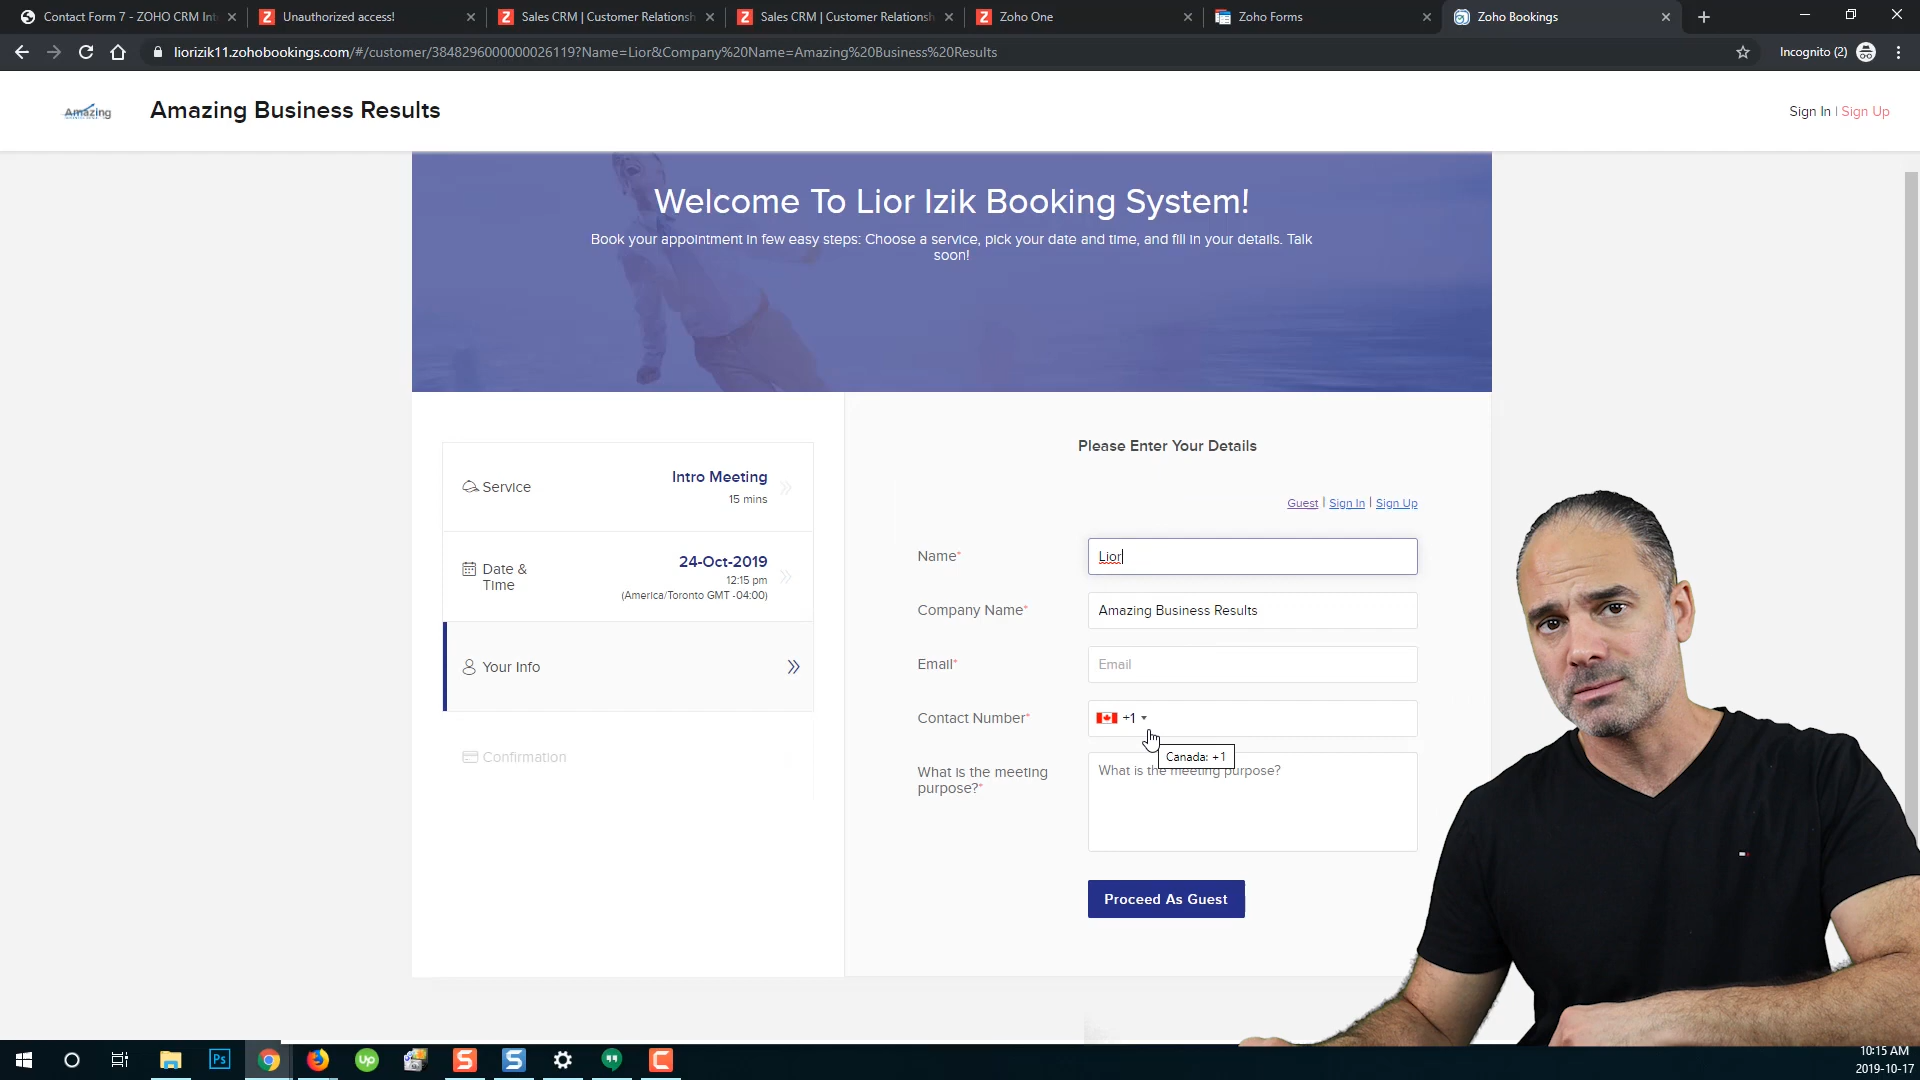 Contact Form 7 - ZOHO CRM Int
Unauthorized access!
Sales CRM | Customer Relationsh
Sales CRM | Customer Relationsh
Zoho One
Zoho Forms
Zoho Bookings
liorizik11.zohobookings.com/#/customer/3848296000000026119?Name=Lior&Company%20Name=Amazing%20Business%20Results
Incognito (2)
Amazing
Amazing Business Results
Sign In | Sign Up
Welcome To Lior Izik Booking System!
Book your appointment in few easy steps: Choose a service, pick your date and time, and fill in your details. Talk
soon!
Service
Intro Meeting
15 mins
Date &
Time
24-Oct-2019
12:15 pm
(America/Toronto GMT -04:00)
Your Info
Confirmation
Please Enter Your Details
Guest | Sign In | Sign Up
Name*
Lior
Company Name*
Amazing Business Results
Email*
Email
Contact Number*
+1
Canada: +1
What is the meeting
purpose?*
What is the meeting purpose?
Proceed As Guest
Ps
Up
S
S
C
10:15 AM
2019-10-17